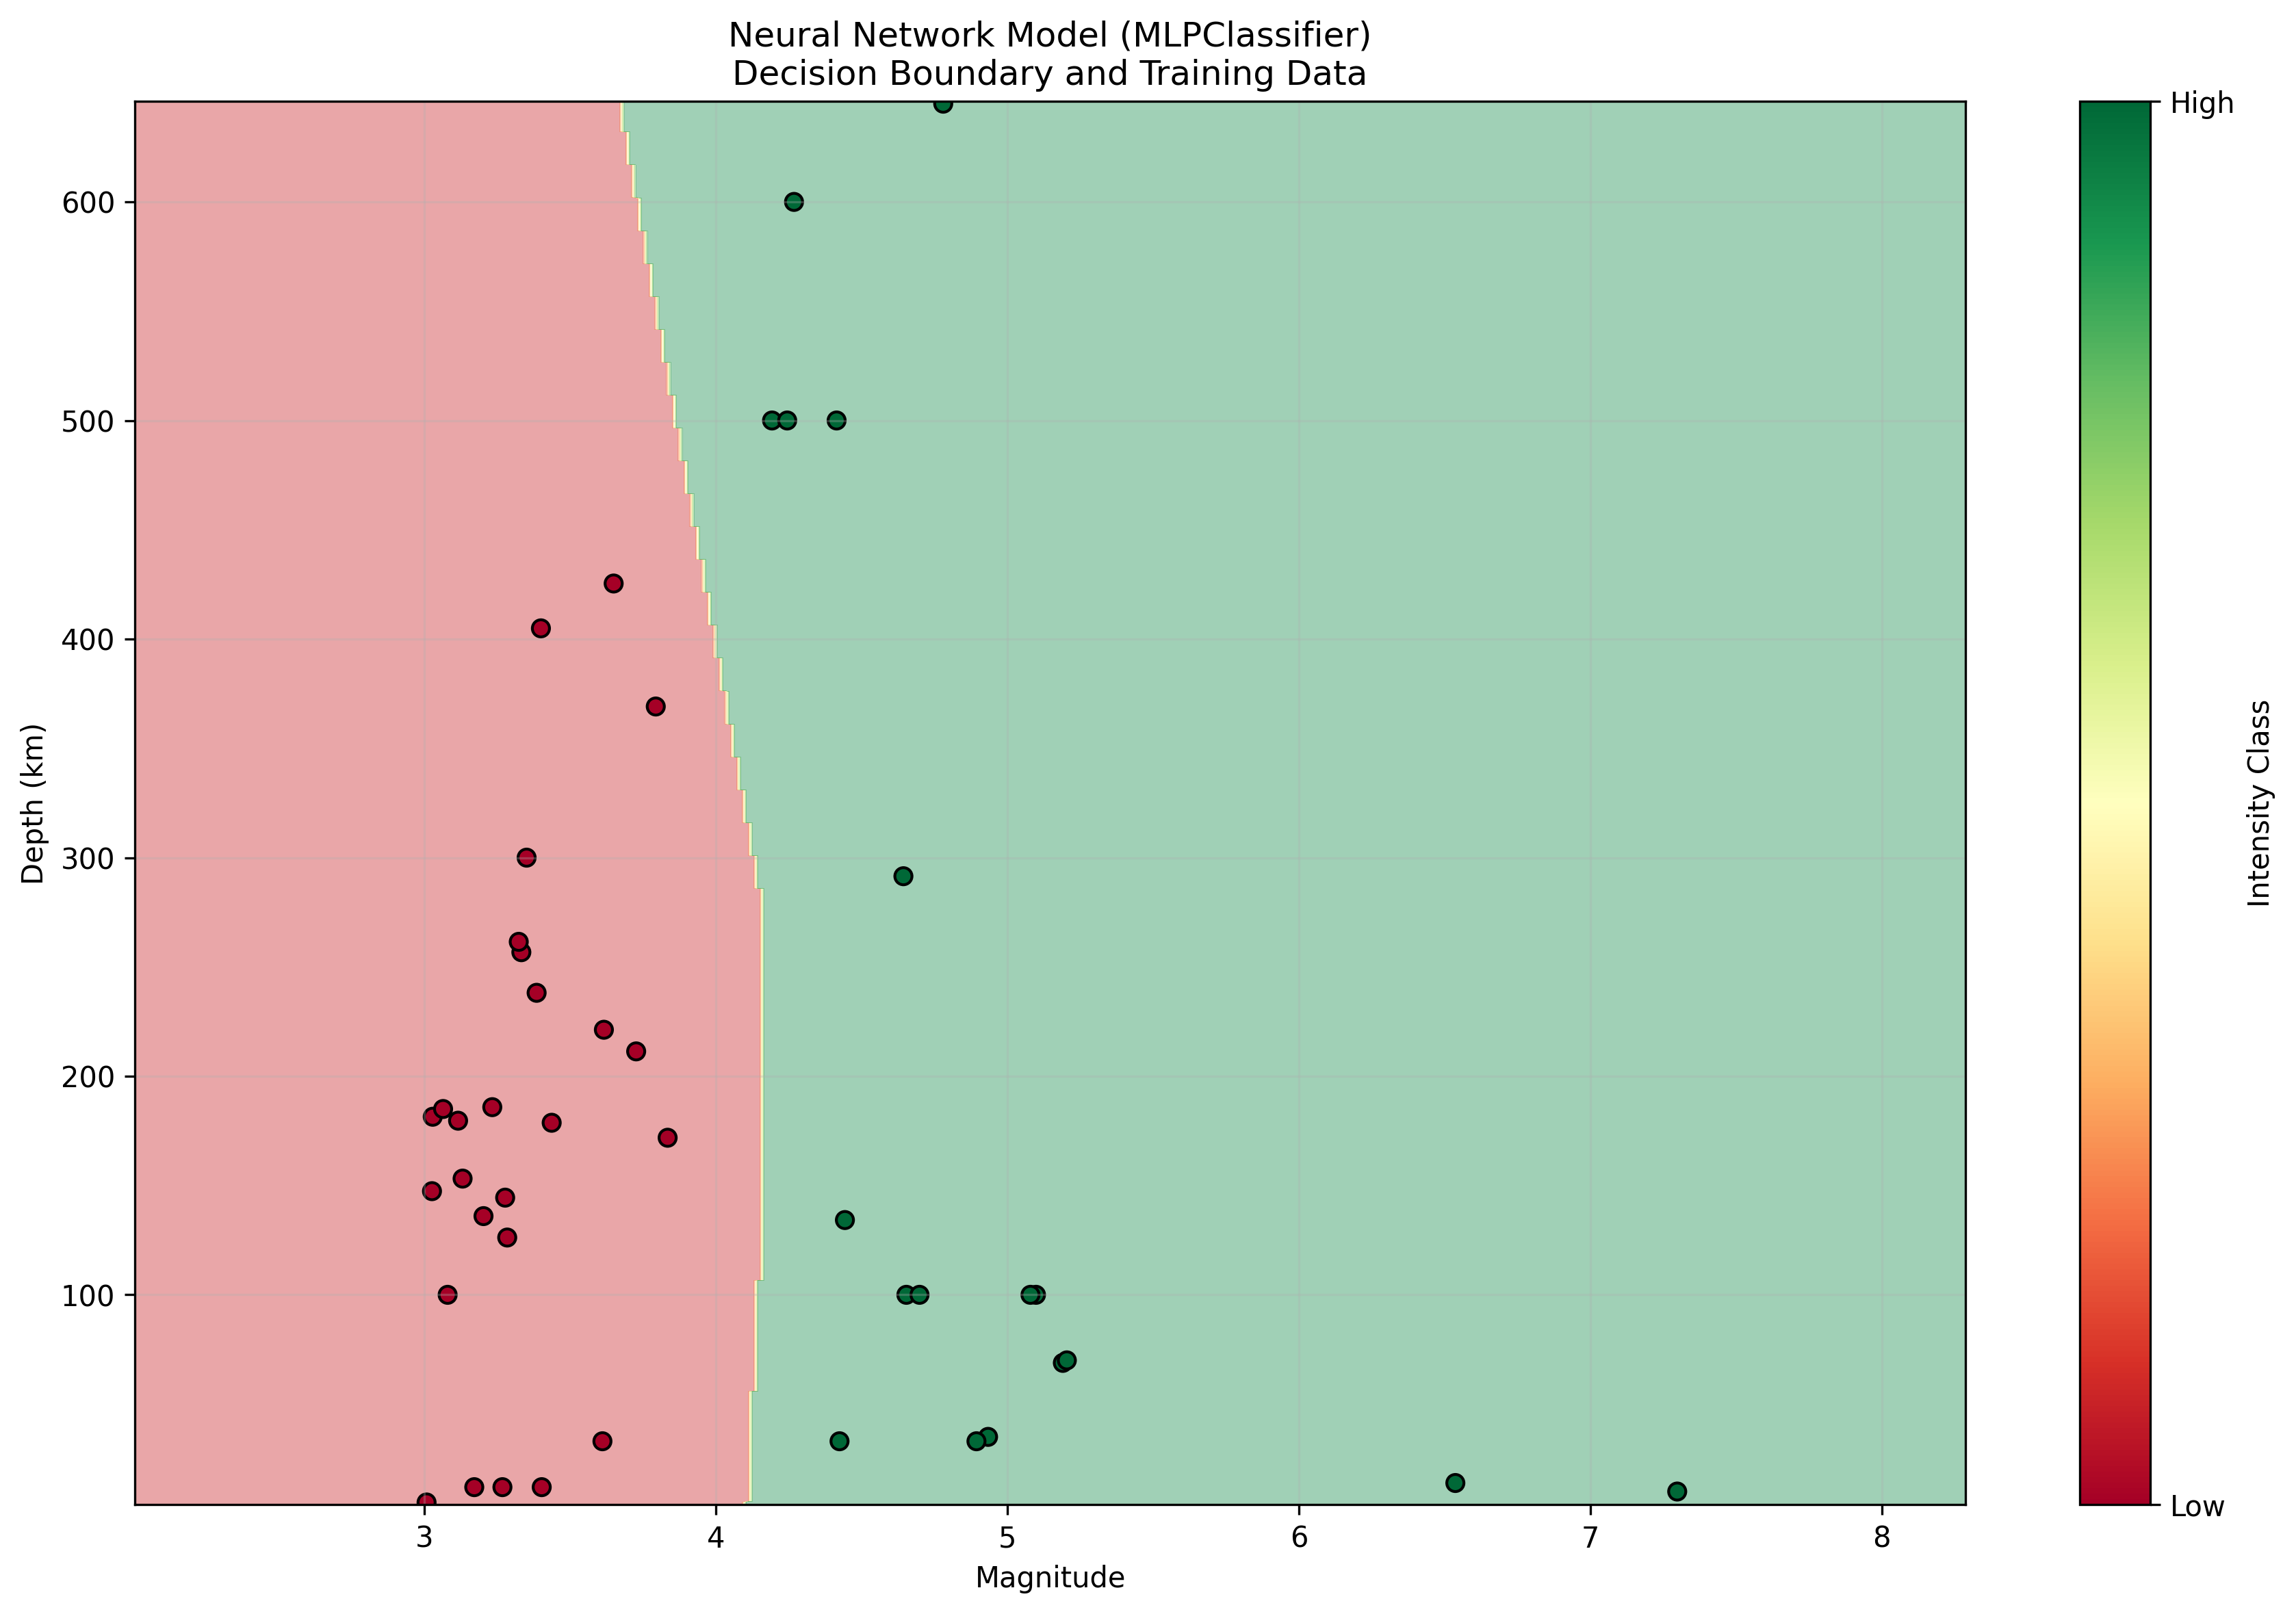 Neural Network Model (MLPClassifier)
Decision Boundary and Training Data
Depth (km)
600
500
400
300
200
100
3 4 5 6 7 8
Magnitude
High
Low
Intensity Class